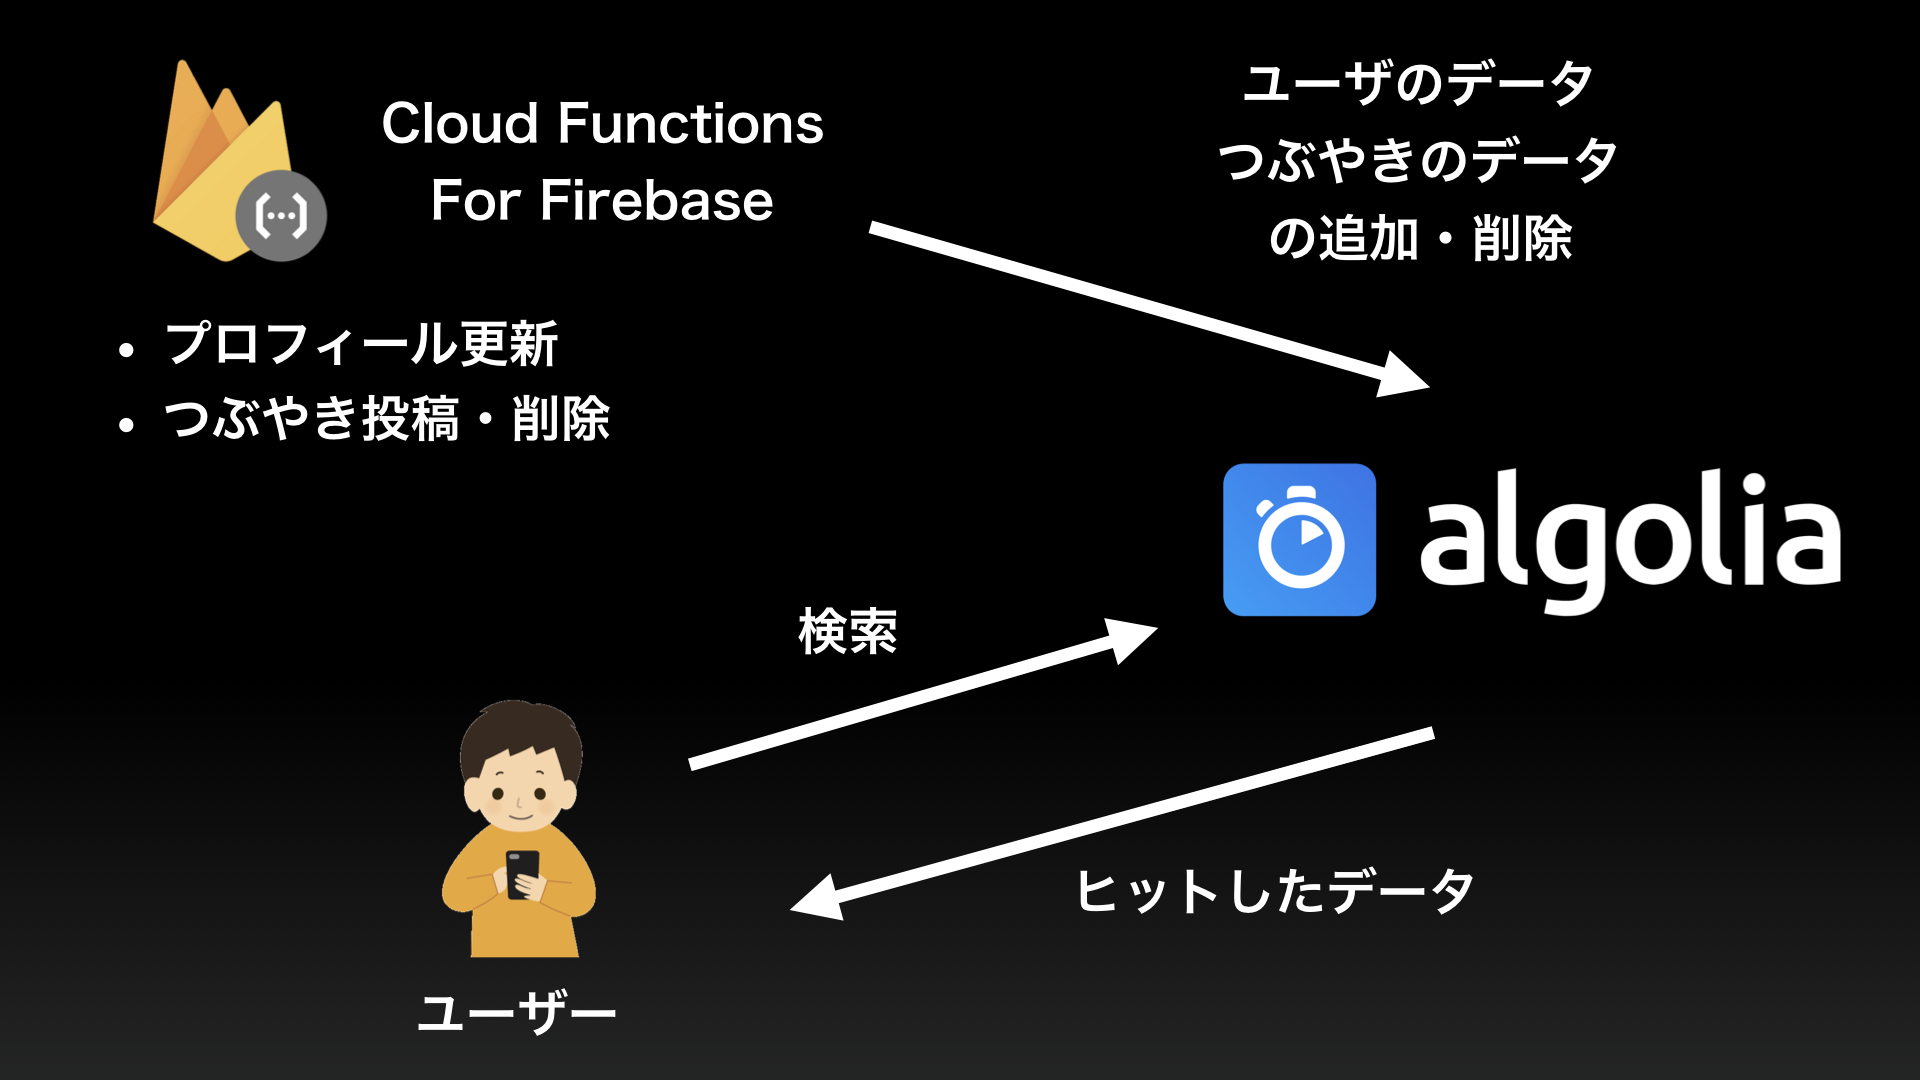 Cloud Functions
For Firebase
ユーザのデータ
つぶやきのデータ
の追加・削除
• プロフィール更新
• つぶやき投稿・削除
algolia
検索
ヒットしたデータ
ユーザー